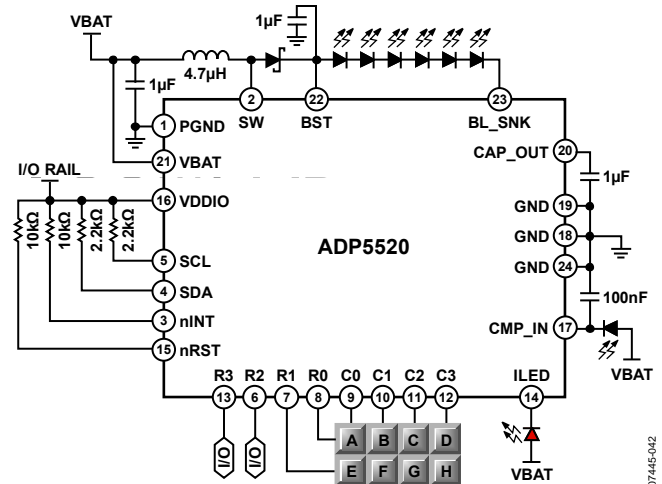 1µF
VBAT
4.7µH
1µF
2 22 23
SW BST BL_SNK
1 PGND
21 VBAT
CAP_OUT 20
1µF
I/O RAIL
16 VDDIO
GND 19
GND 18
GND 24
10kΩ
10kΩ
2.2kΩ
2.2kΩ
ADP5520
5 SCL
4 SDA
3 nINT
15 nRST
100nF
CMP_IN 17
VBAT
R3 R2 R1 R0 C0 C1 C2 C3 ILED
13 6 7 8 9 10 11 12 14
A B C D
E F G H
I/O
I/O
VBAT
07445-042